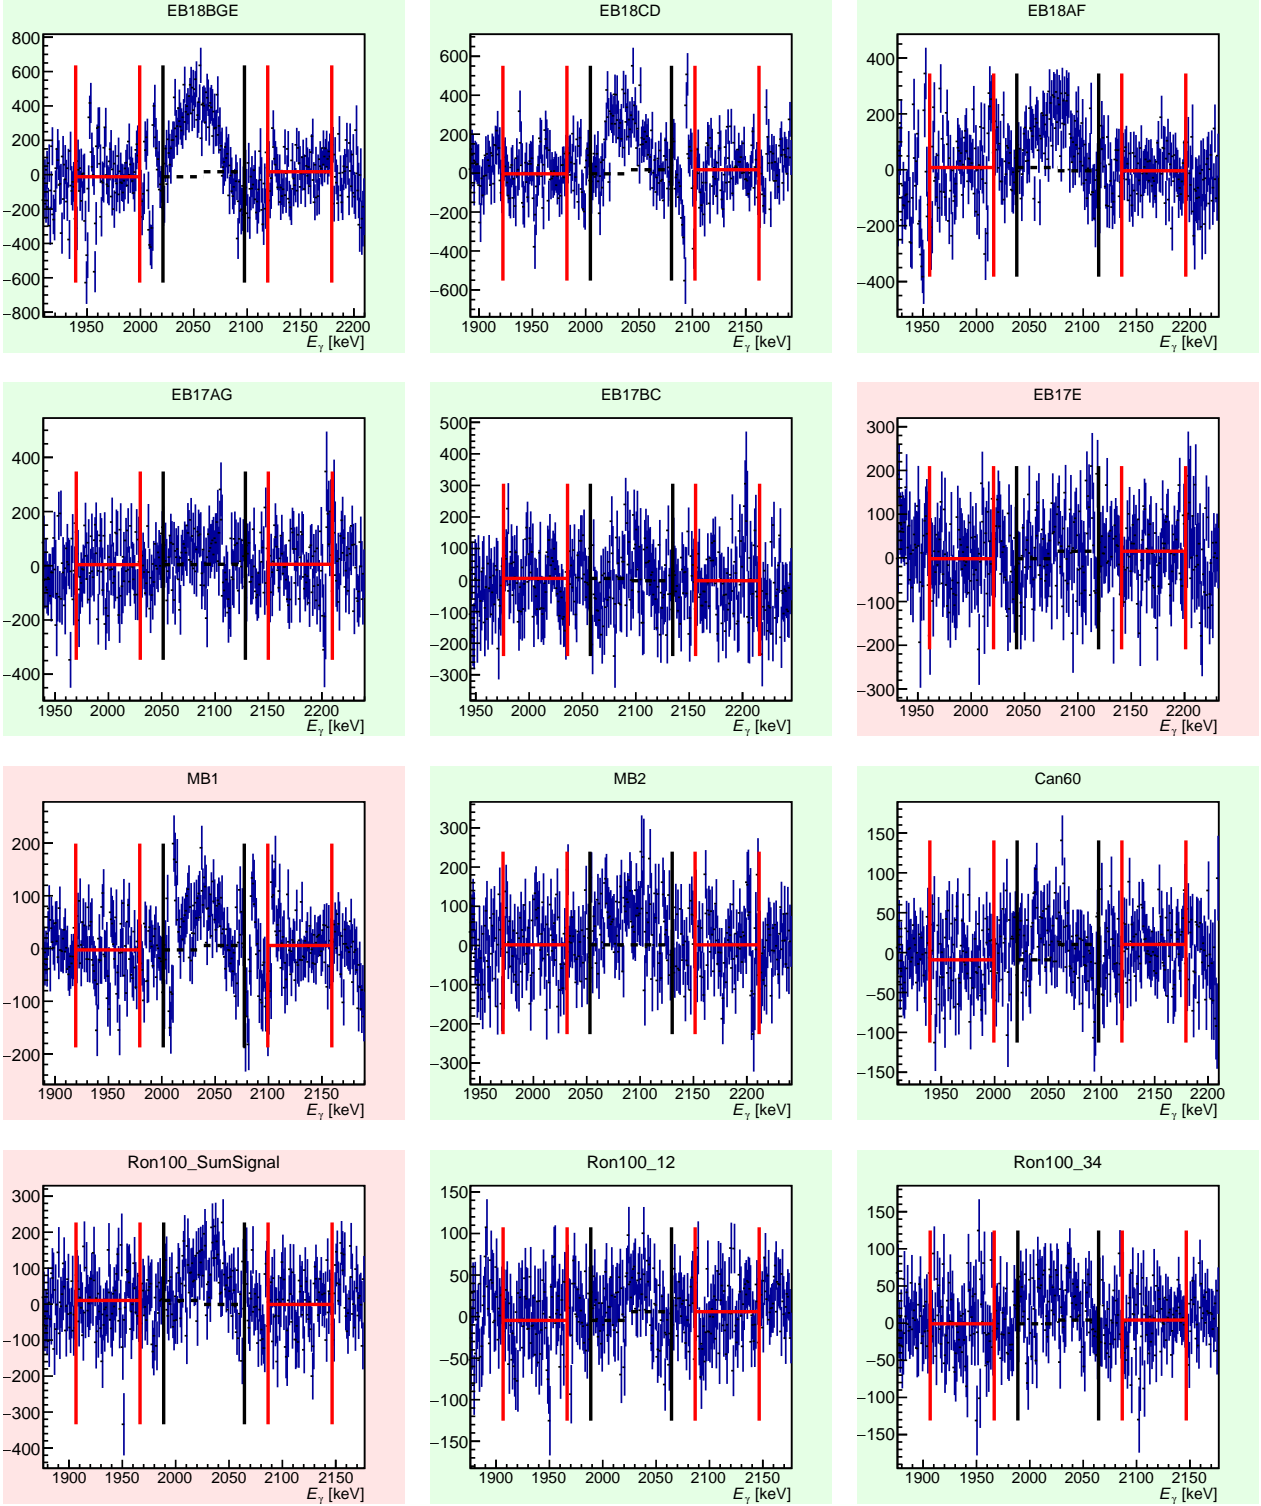 EB18BGE
800
600
400
200
0
−200
−400
−600
−800
1950 2000 2050 2100 2150 2200
Eγ [keV]
EB18CD
600
400
200
0
−200
−400
−600
1900 1950 2000 2050 2100 2150
Eγ [keV]
EB18AF
400
200
0
−200
−400
1950 2000 2050 2100 2150 2200
Eγ [keV]
EB17AG
400
200
0
−200
−400
1950 2000 2050 2100 2150 2200
Eγ [keV]
EB17BC
500
400
300
200
100
0
−100
−200
−300
1950 2000 2050 2100 2150 2200
Eγ [keV]
EB17E
300
200
100
0
−100
−200
−300
1950 2000 2050 2100 2150 2200
Eγ [keV]
MB1
200
100
0
−100
−200
1900 1950 2000 2050 2100 2150
Eγ [keV]
MB2
300
200
100
0
−100
−200
−300
1950 2000 2050 2100 2150 2200
Eγ [keV]
Can60
150
100
50
0
−50
−100
−150
1950 2000 2050 2100 2150 2200
Eγ [keV]
Ron100_SumSignal
300
200
100
0
−100
−200
−300
−400
1900 1950 2000 2050 2100 2150
Eγ [keV]
Ron100_12
150
100
50
0
−50
−100
−150
1900 1950 2000 2050 2100 2150
Eγ [keV]
Ron100_34
150
100
50
0
−50
−100
−150
1900 1950 2000 2050 2100 2150
Eγ [keV]